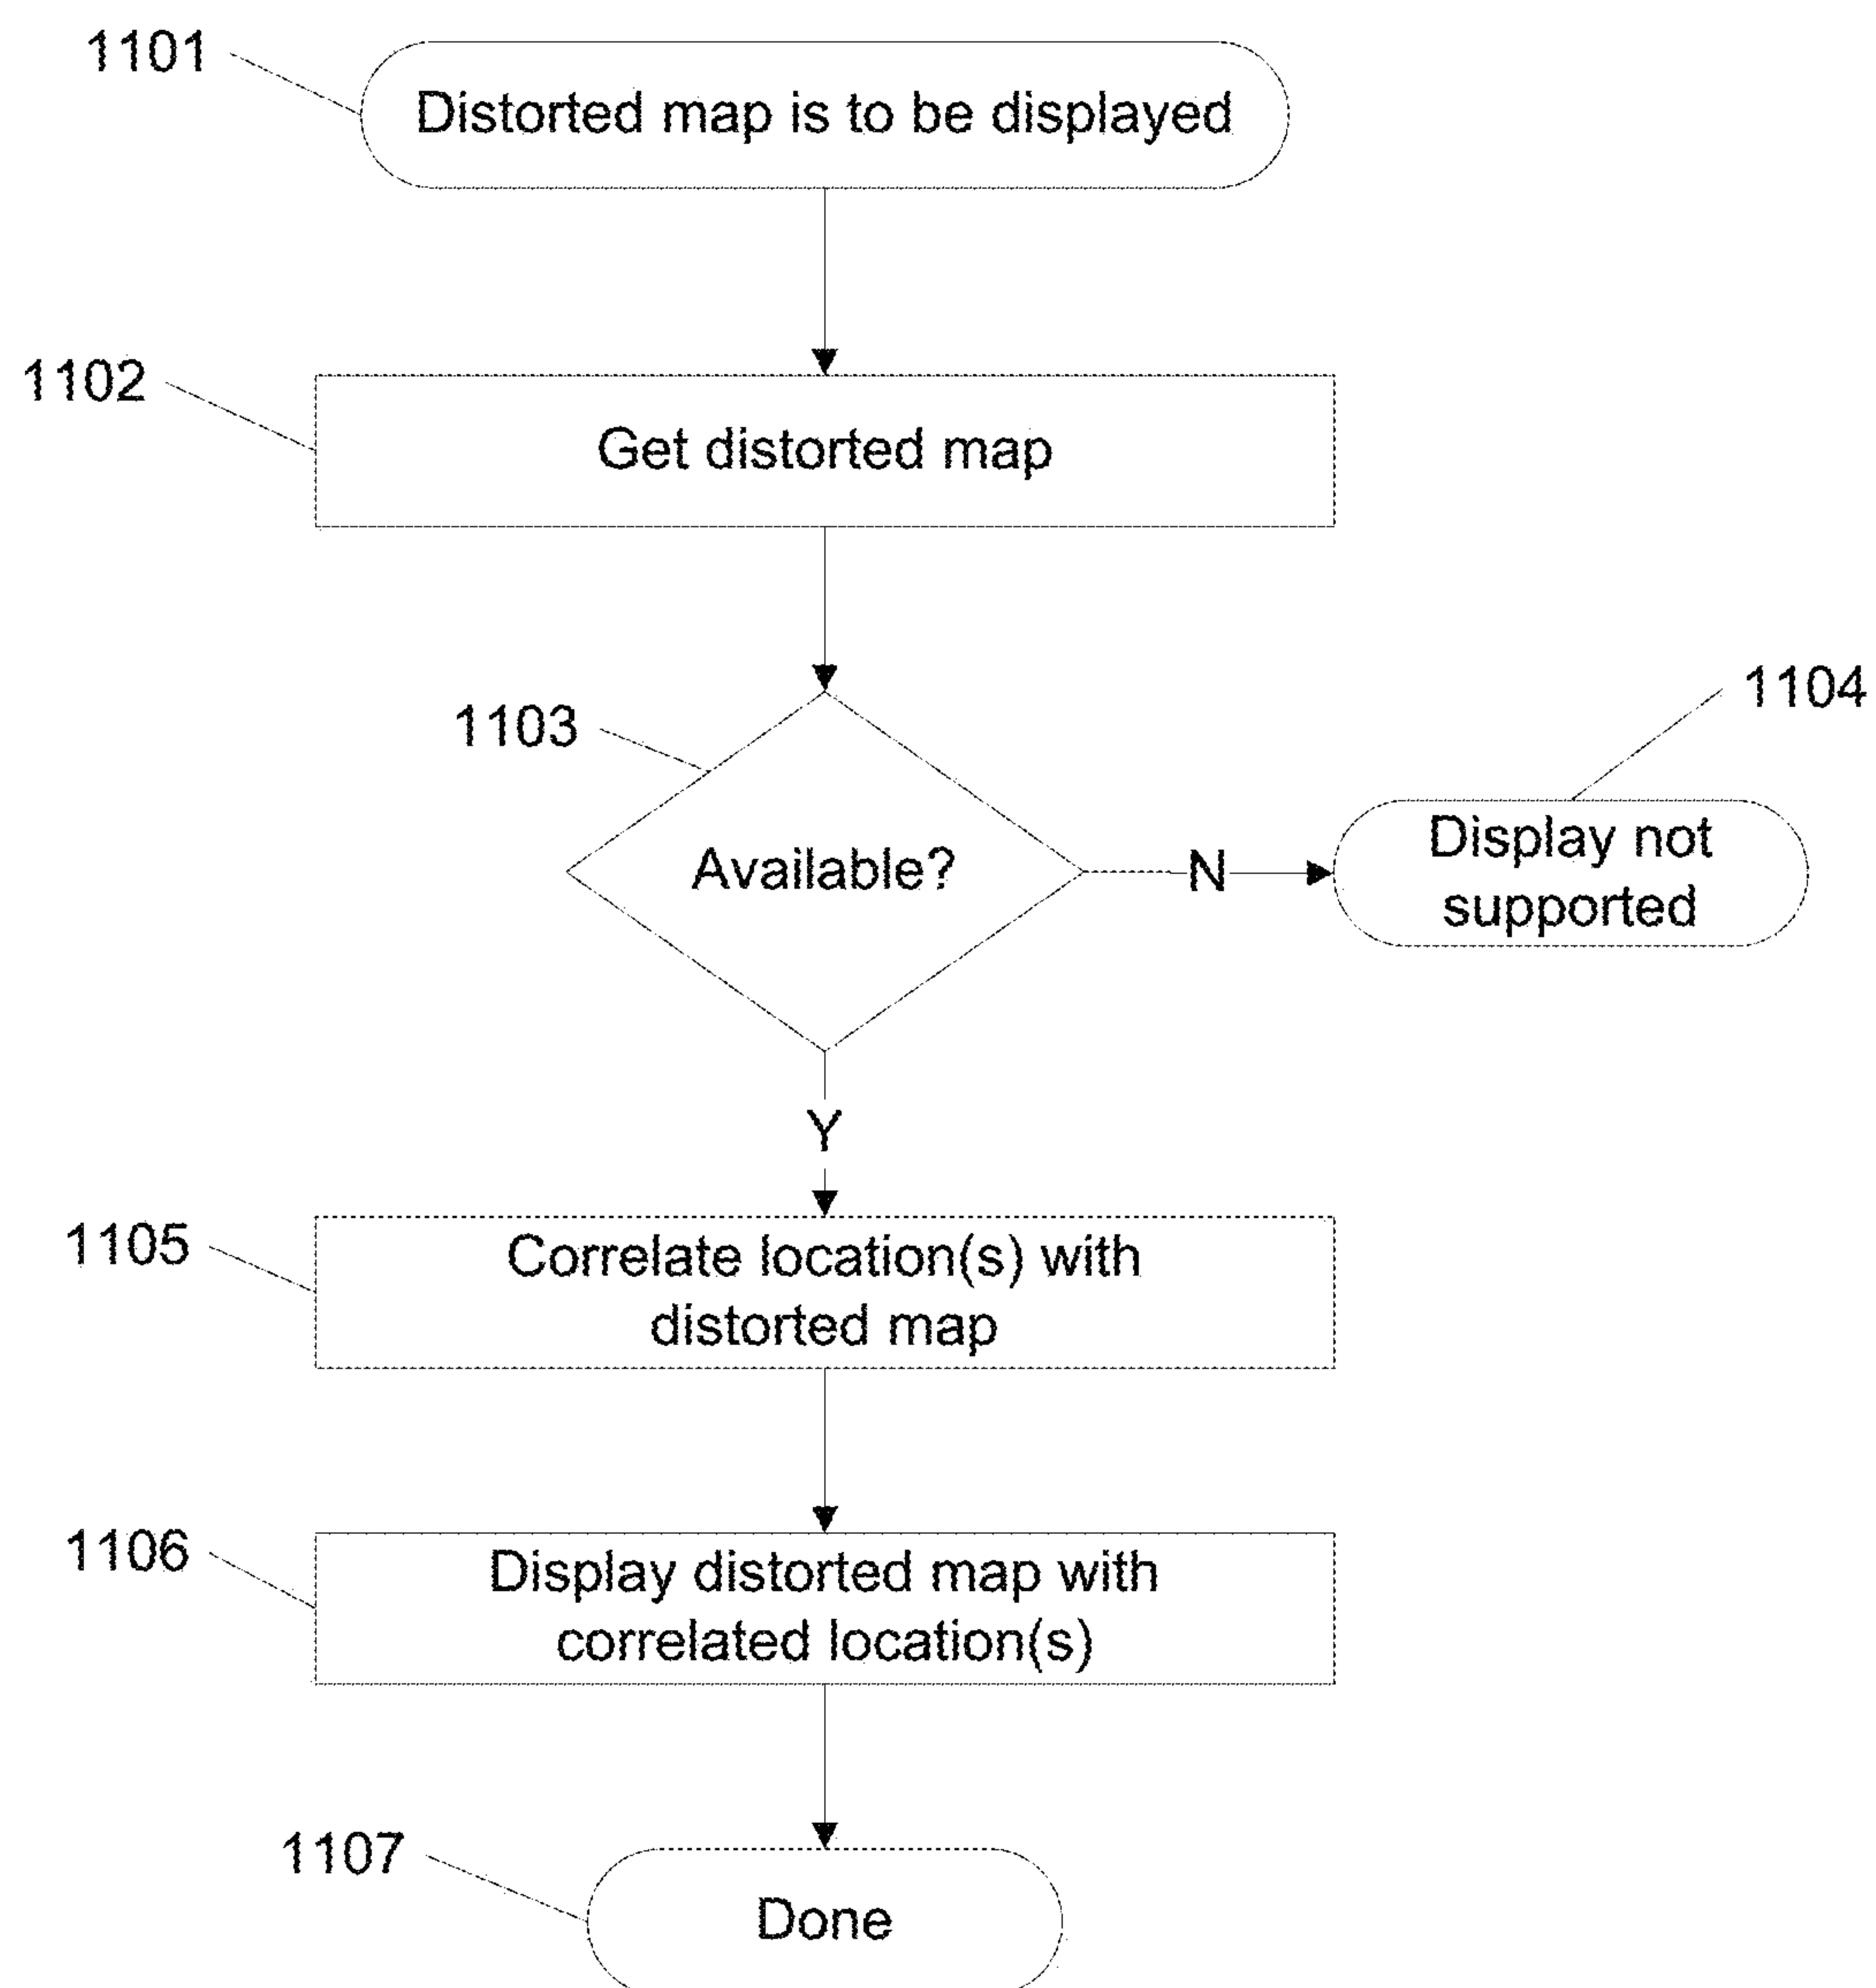 1101
Distorted map is to be displayed
1102
Get distorted map
1103
Available?
N
1104
Display not
supported
Y
1105
Correlate location(s) with
distorted map
1106
Display distorted map with
correlated location(s)
1107
Done